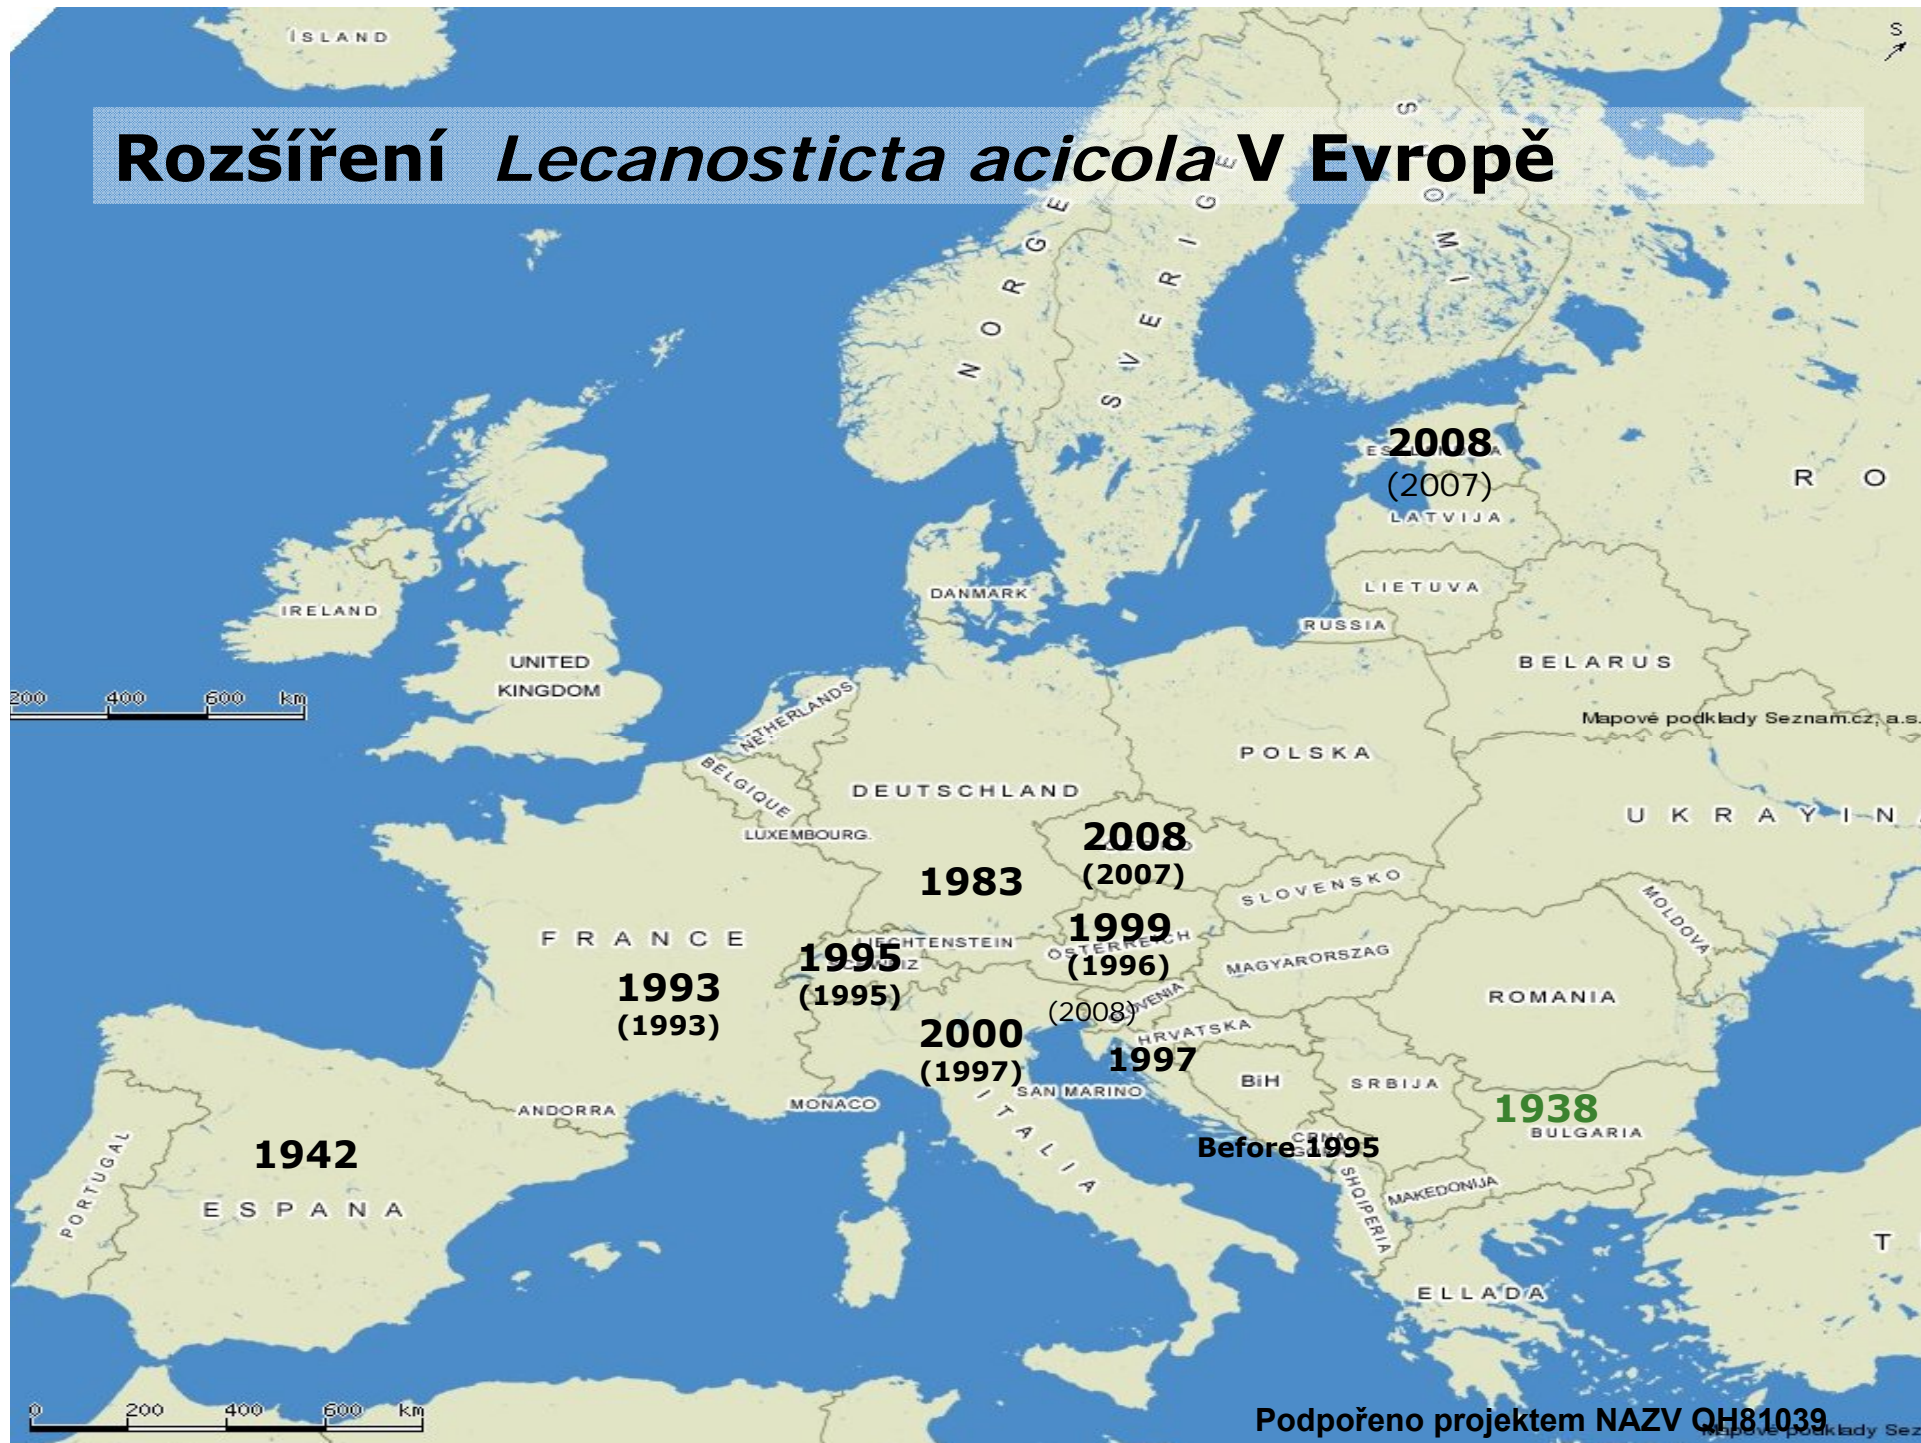 ÍSLAND
S
Rozšíření Lecanosticta acicola V Evropě
NORGE
SVERIGE
SUOMI
2008
(2007)
R O
LATVIJA
LIETUVA
DANMARK
IRELAND
RUSSIA
UNITED
KINGDOM
BELARUS
200 400 600 km
NETHERLANDS
Mapové podklady Seznam.cz, a.s.
POLSKA
BELGIQUE
DEUTSCHLAND
UKRAYIN
LUXEMBOURG
2008
(2007)
1983
SLOVENSKO
MOLDOVA
FRANCE
LIECHTENSTEIN
1999
ÖSTERREICH
(1996)
1995
(1995)
MAGYARORSZAG
1993
(1993)
ROMANIA
(2008)
2000
(1997)
HRVATSKA
1997
BiH
SRBIJA
SAN MARINO
MONACO
ANDORRA
ITALIA
1938
BULGARIA
1942
Before 1995
PORTUGAL
ESPANA
SHQIPERIA
MAKEDONIJA
T
ELLADA
0 200 400 600 km
Podpořeno projektem NAZV QH81039